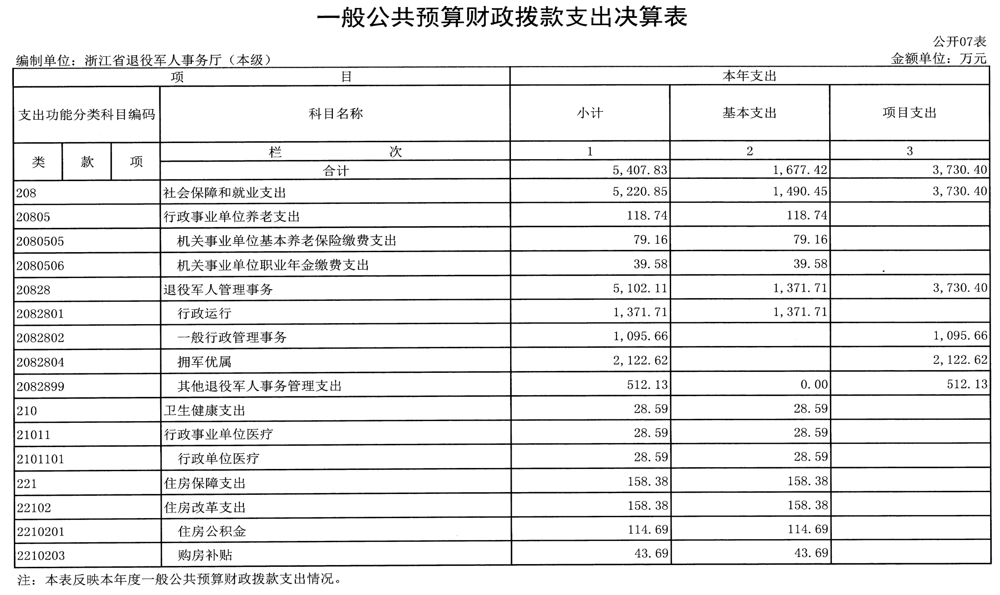 一般公共预算财政拨款支出决算表
公开07表
编制单位：浙江省退役军人事务厅（本级） 金额单位：万元
项 目 本年支出
支出功能分类科目编码 科目名称 小计 基本支出 项目支出
类 款 项 栏 次 1 2 3
合计 5,407.83 1,677.42 3,730.40
208 社会保障和就业支出 5,220.85 1,490.45 3,730.40
20805 行政事业单位养老支出 118.74 118.74
2080505 机关事业单位基本养老保险缴费支出 79.16 79.16
2080506 机关事业单位职业年金缴费支出 39.58 39.58
20828 退役军人管理事务 5,102.11 1,371.71 3,730.40
2082801 行政运行 1,371.71 1,371.71
2082802 一般行政管理事务 1,095.66 1,095.66
2082804 拥军优属 2,122.62 2,122.62
2082899 其他退役军人事务管理支出 512.13 0.00 512.13
210 卫生健康支出 28.59 28.59
21011 行政事业单位医疗 28.59 28.59
2101101 行政单位医疗 28.59 28.59
221 住房保障支出 158.38 158.38
22102 住房改革支出 158.38 158.38
2210201 住房公积金 114.69 114.69
2210203 购房补贴 43.69 43.69
注：本表反映本年度一般公共预算财政拨款支出情况。